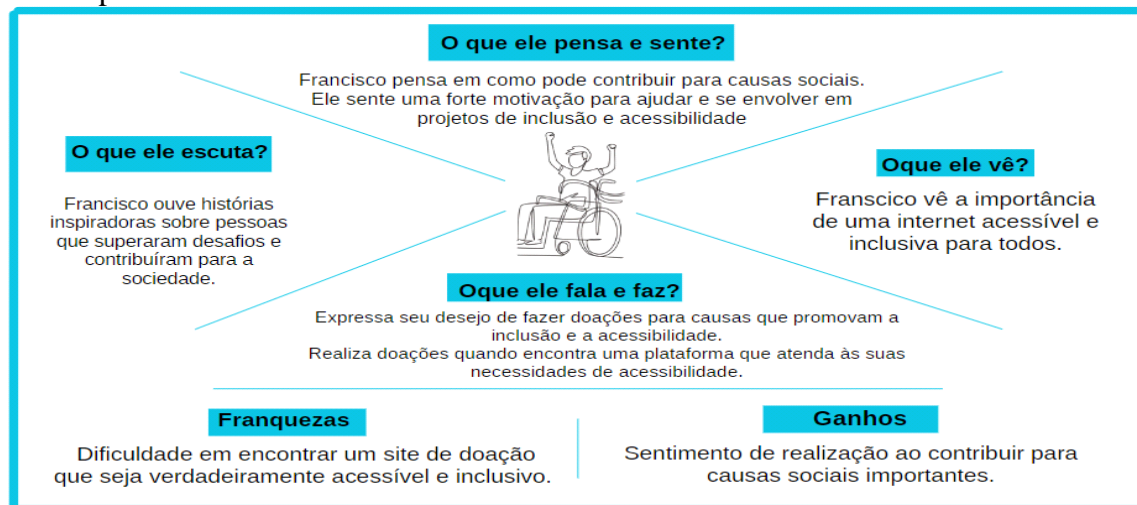 O que ele pensa e sente?
Francisco pensa em como pode contribuir para causas sociais.
Ele sente uma forte motivação para ajudar e se envolver em
projetos de inclusão e acessibilidade
O que ele escuta?
Francisco ouve histórias
inspiradoras sobre pessoas
que superaram desafios e
contribuíram para a
sociedade.
Oque ele vê?
Franscico vê a importância
de uma internet acessível e
inclusiva para todos.
Oque ele fala e faz?
Expressa seu desejo de fazer doações para causas que promovam a
inclusão e a acessibilidade.
Realiza doações quando encontra uma plataforma que atenda às suas
necessidades de acessibilidade.
Franquezas
Dificuldade em encontrar um site de doação
que seja verdadeiramente acessível e inclusivo.
Ganhos
Sentimento de realização ao contribuir para
causas sociais importantes.